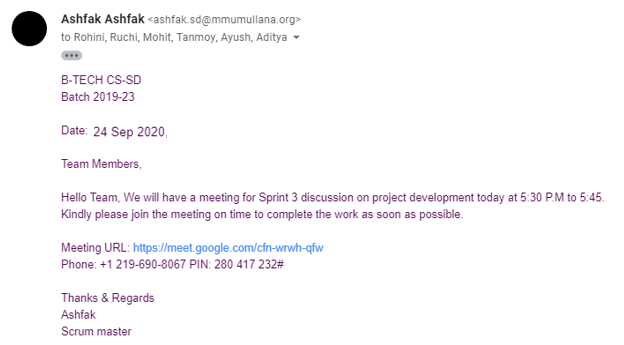 Ashfak Ashfak <ashfak.sd@mmumullana.org>
to Rohini, Ruchi, Mohit, Tanmoy, Ayush, Aditya
B-TECH CS-SD
Batch 2019-23
Date: 24 Sep 2020,
Team Members,
Hello Team, We will have a meeting for Sprint 3 discussion on project development today at 5:30 P.M to 5:45.
Kindly please join the meeting on time to complete the work as soon as possible.
Meeting URL: https://meet.google.com/cfn-wrwh-qfw
Phone: +1 219-690-8067 PIN: 280 417 232#
Thanks & Regards
Ashfak
Scrum master